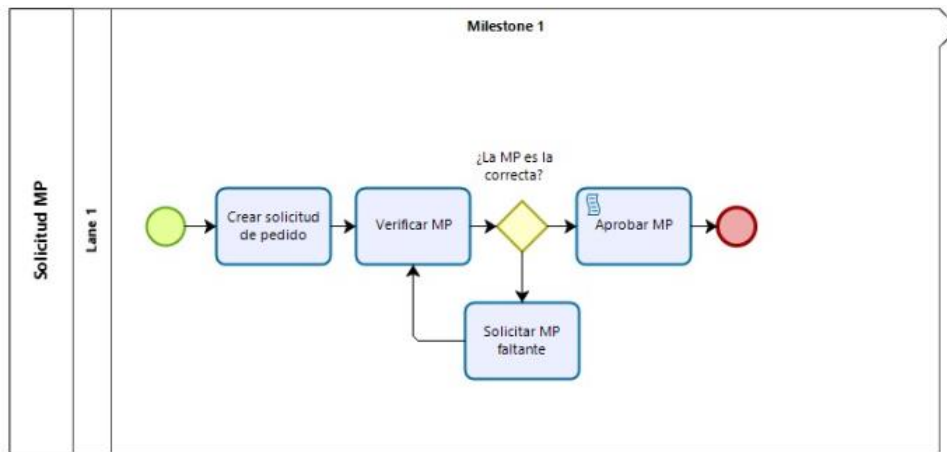 Milestone 1
Solicitud MP
Lane 1
¿La MP es la
correcta?
Crear solicitud
de pedido
Verificar MP
Aprobar MP
Solicitar MP
faltante